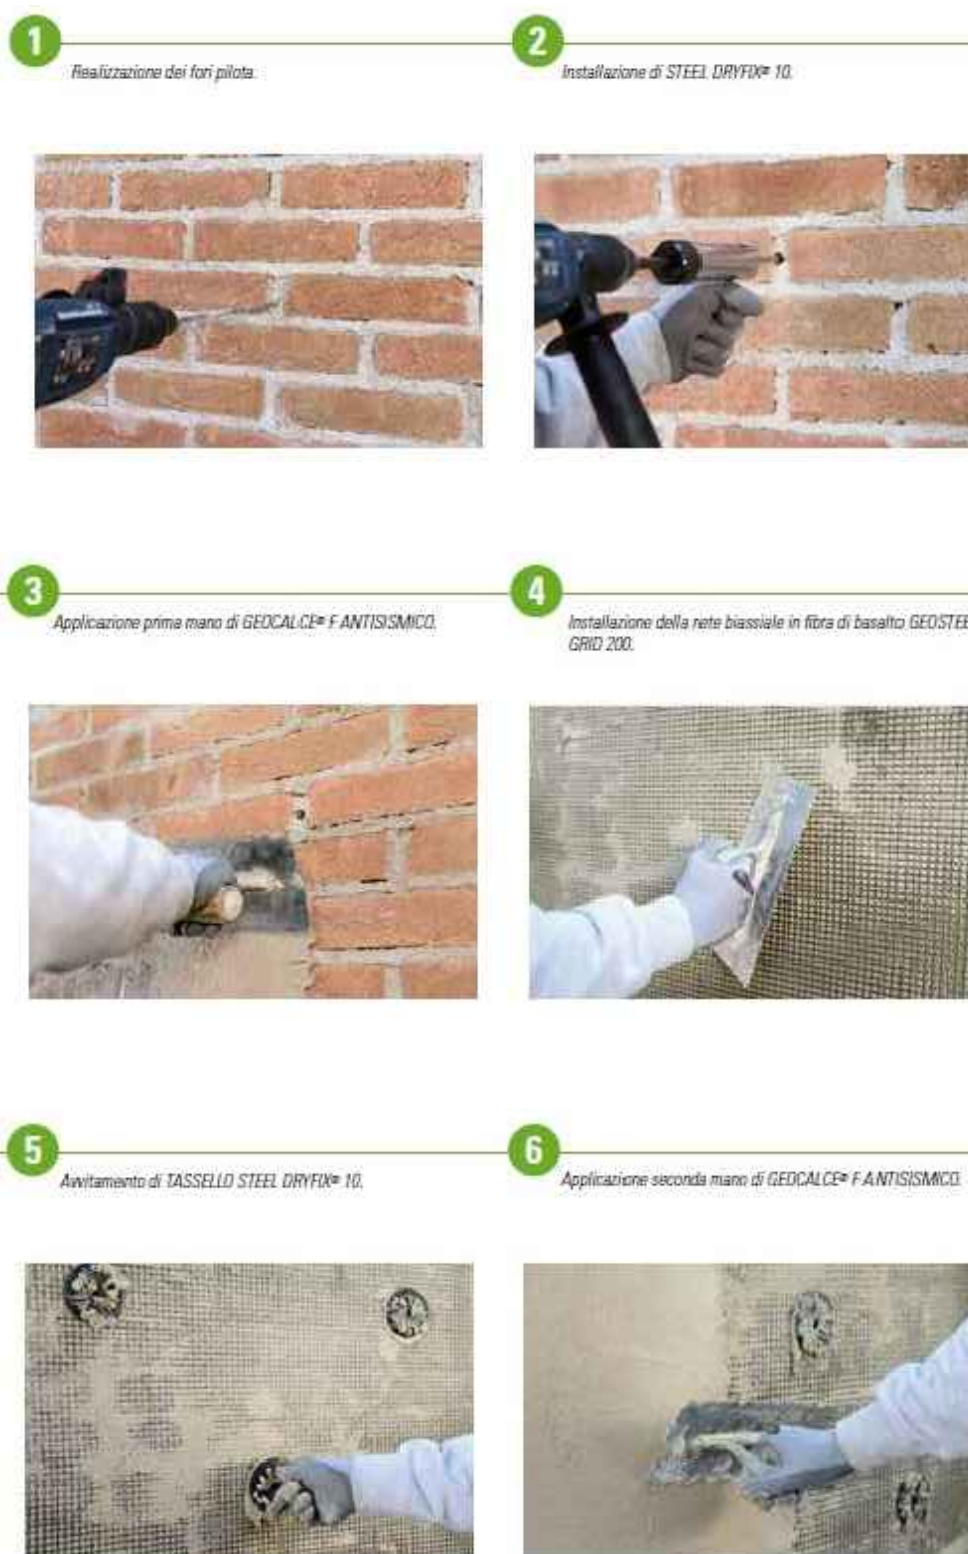 1
Realizzazione dei fori pilota.
2
Installazione di STEEL DRYFIX® 10.
3
Applicazione prima mano di GEOCALCE® F ANTISISMICO.
4
Installazione della rete biassiale in fibra di basalto GEOSTEE
GRID 200.
5
Avvitamento di TASSELLO STEEL DRYFIX® 10.
6
Applicazione seconda mano di GEOCALCE® F ANTISISMICO.